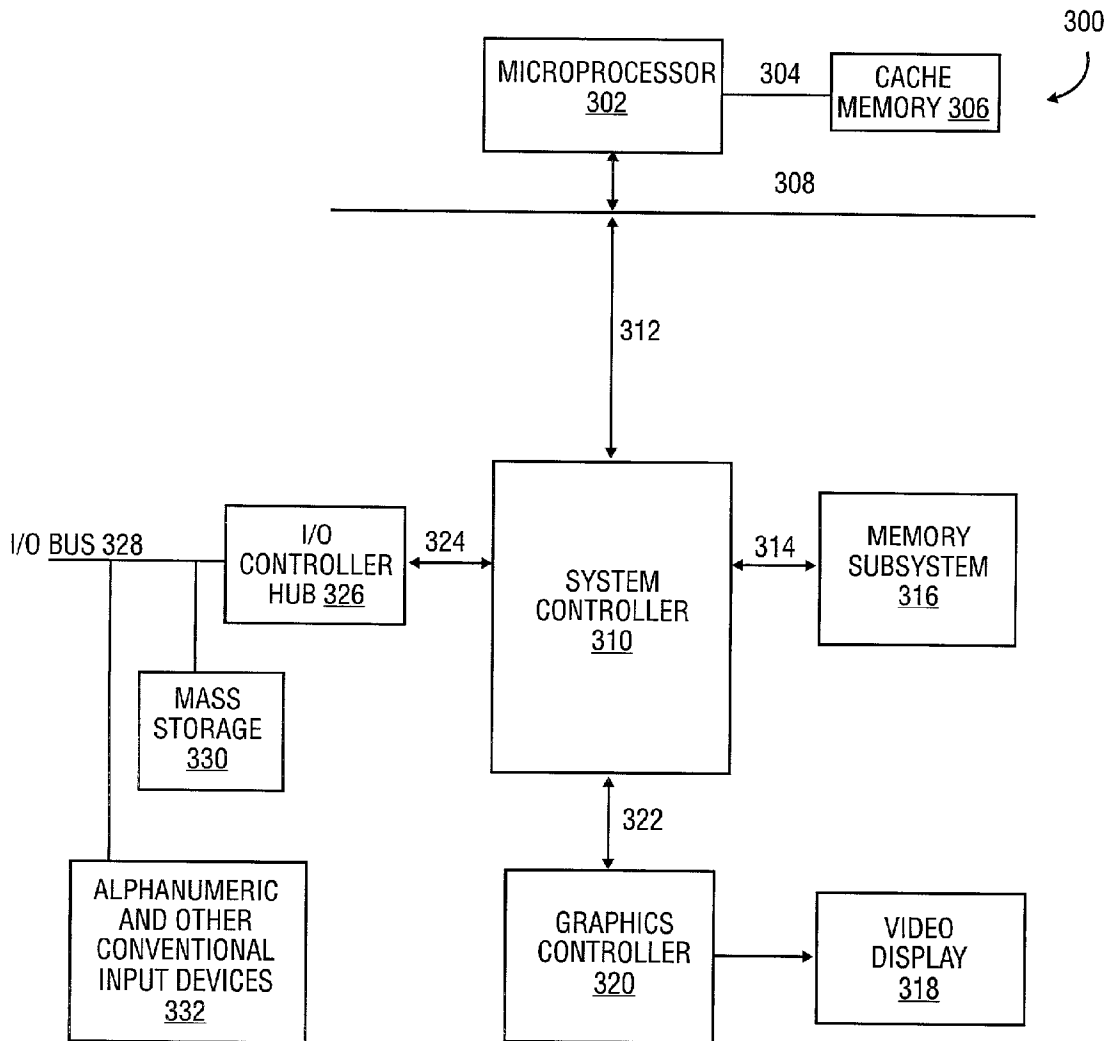 300
MICROPROCESSOR
302
304
CACHE
MEMORY 306
308
312
I/O BUS 328
I/O
CONTROLLER
HUB 326
324
SYSTEM
CONTROLLER
310
314
MEMORY
SUBSYSTEM
316
MASS
STORAGE
330
322
ALPHANUMERIC
AND OTHER
CONVENTIONAL
INPUT DEVICES
332
GRAPHICS
CONTROLLER
320
VIDEO
DISPLAY
318